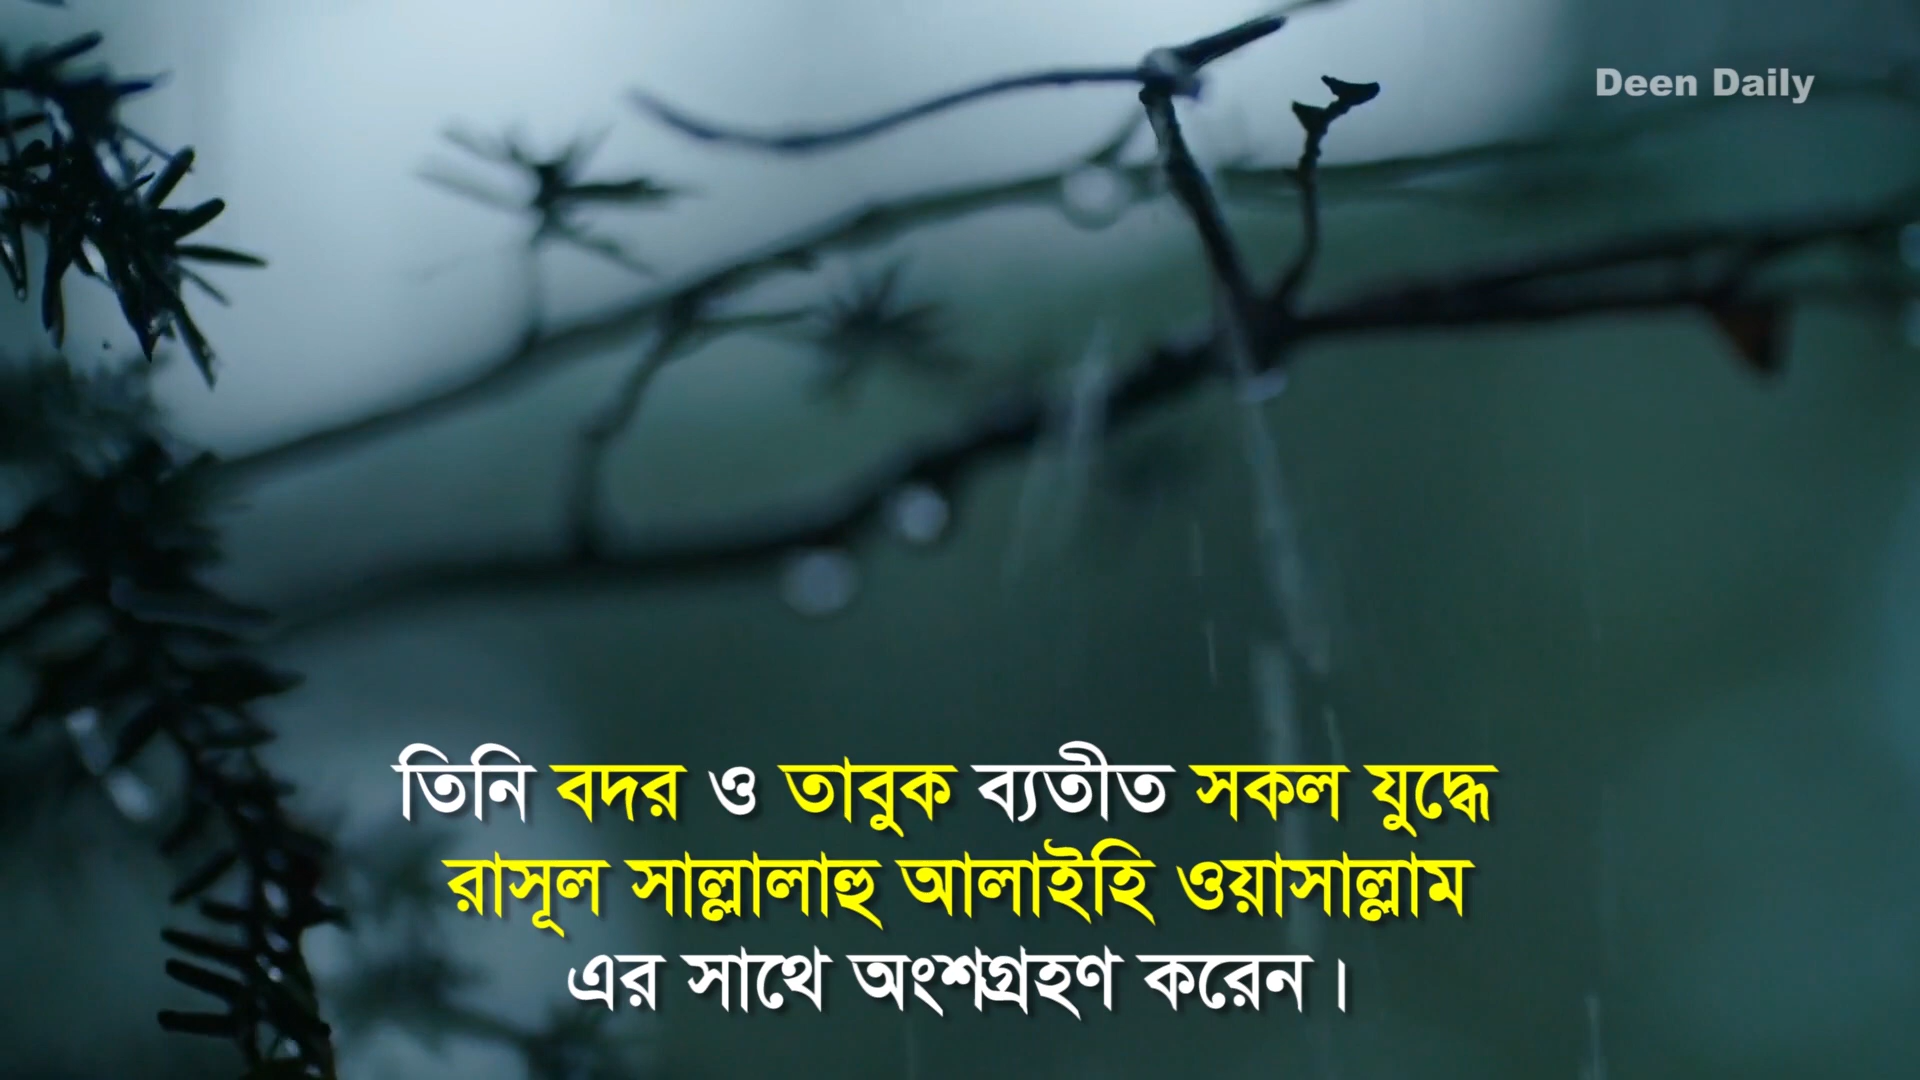 Deen Daily
তিনি বদর ও তাবুক ব্যতীত সকল যুদ্ধে
রাসূল সাল্লালাহু আলাইহি ওয়াসাল্লাম
এর সাথে অংশগ্রহণ করেন।